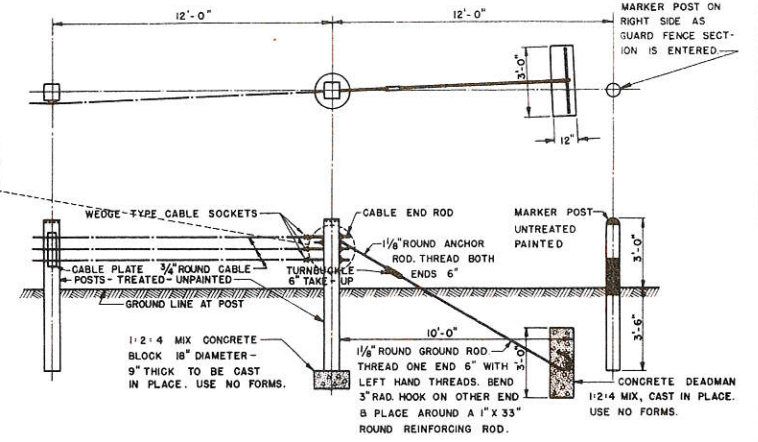 12'-0"
12'-0"
MARKER POST ON
RIGHT SIDE AS
GUARD FENCE SECT-
ION IS ENTERED.
3'-0"
12"
WEDGE-TYPE CABLE SOCKETS
CABLE END ROD
MARKER POST
UNTREATED
PAINTED
1 1/8" ROUND ANCHOR
ROD. THREAD BOTH
ENDS 6"
3'-0"
CABLE PLATE
3/4" ROUND CABLE
TURNBUCKLE
6" TAKE-UP
POSTS-TREATED-UNPAINTED
GROUND LINE AT POST
3'-6"
10'-0"
1:2:4 MIX CONCRETE
BLOCK 18" DIAMETER-
9" THICK TO BE CAST
IN PLACE. USE NO FORMS.
1 1/8" ROUND GROUND ROD
THREAD ONE END 6" WITH
LEFT HAND THREADS. BEND
3" RAD. HOOK ON OTHER END
& PLACE AROUND A 1" X 33"
ROUND REINFORCING ROD.
3'-0"
CONCRETE DEADMAN
1:2:4 MIX, CAST IN PLACE.
USE NO FORMS.